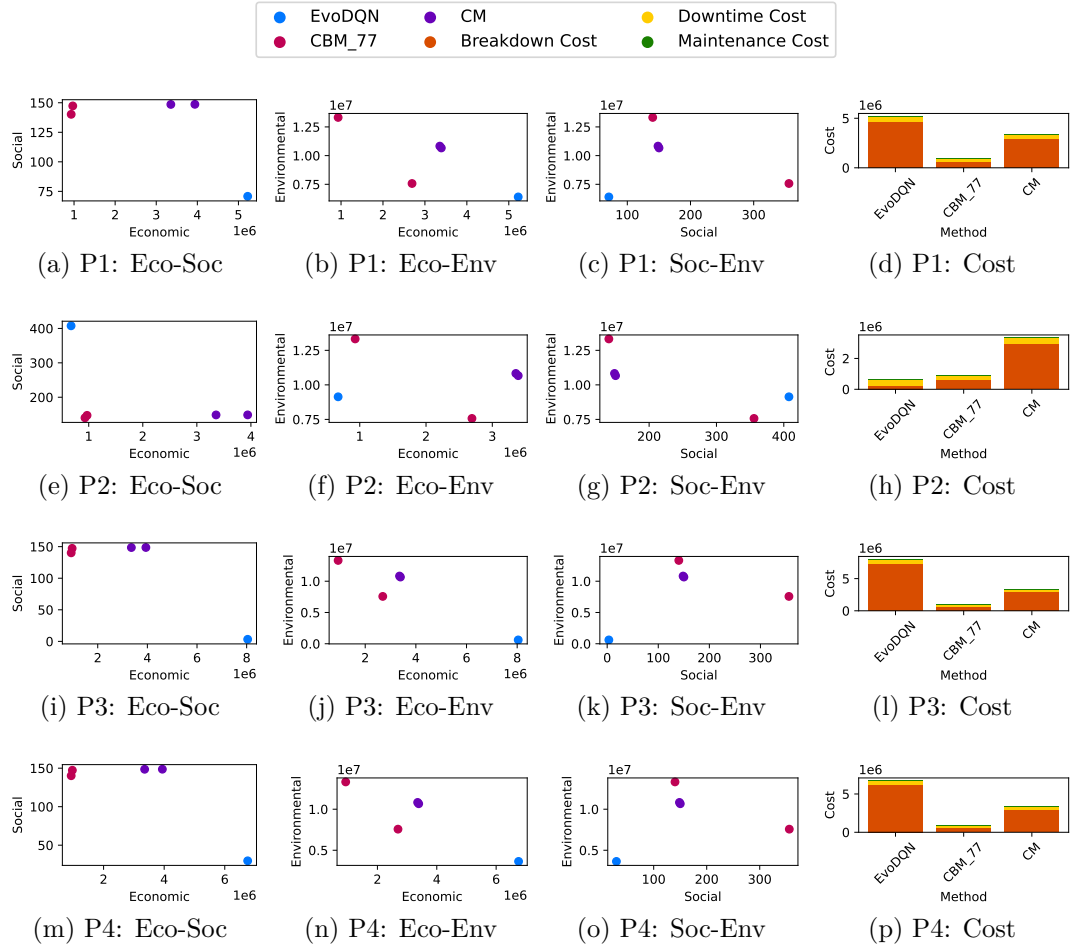 EvoDQN CM Downtime Cost
CBM_77 Breakdown Cost Maintenance Cost
150
125
100
75
Social
1 2 3 4 5
Economic 1e6
1e7
1.25
1.00
0.75
Environmental
1 2 3 4 5
Economic 1e6
1e7
1.25
1.00
0.75
Environmental
100 200 300
Social
1e6
5
0
Cost
EvoDQN CBM_77 CM
Method
(a) P1: Eco-Soc (b) P1: Eco-Env (c) P1: Soc-Env (d) P1: Cost
400
300
200
Social
1 2 3 4
Economic 1e6
1e7
1.25
1.00
0.75
Environmental
1 2 3
Economic 1e6
1e7
1.25
1.00
0.75
Environmental
200 300 400
Social
1e6
2
0
Cost
EvoDQN CBM_77 CM
Method
(e) P2: Eco-Soc (f) P2: Eco-Env (g) P2: Soc-Env (h) P2: Cost
150
100
50
0
Social
2 4 6 8
Economic 1e6
1e7
1.0
0.5
0.0
Environmental
2 4 6 8
Economic 1e6
1e7
1.0
0.5
0.0
Environmental
0 100 200 300
Social
1e6
5
0
Cost
EvoDQN CBM_77 CM
Method
(i) P3: Eco-Soc (j) P3: Eco-Env (k) P3: Soc-Env (l) P3: Cost
150
100
50
Social
2 4 6
Economic 1e6
1e7
1.0
0.5
Environmental
2 4 6
Economic 1e6
1e7
1.0
0.5
Environmental
100 200 300
Social
1e6
5
0
Cost
EvoDQN CBM_77 CM
Method
(m) P4: Eco-Soc (n) P4: Eco-Env (o) P4: Soc-Env (p) P4: Cost